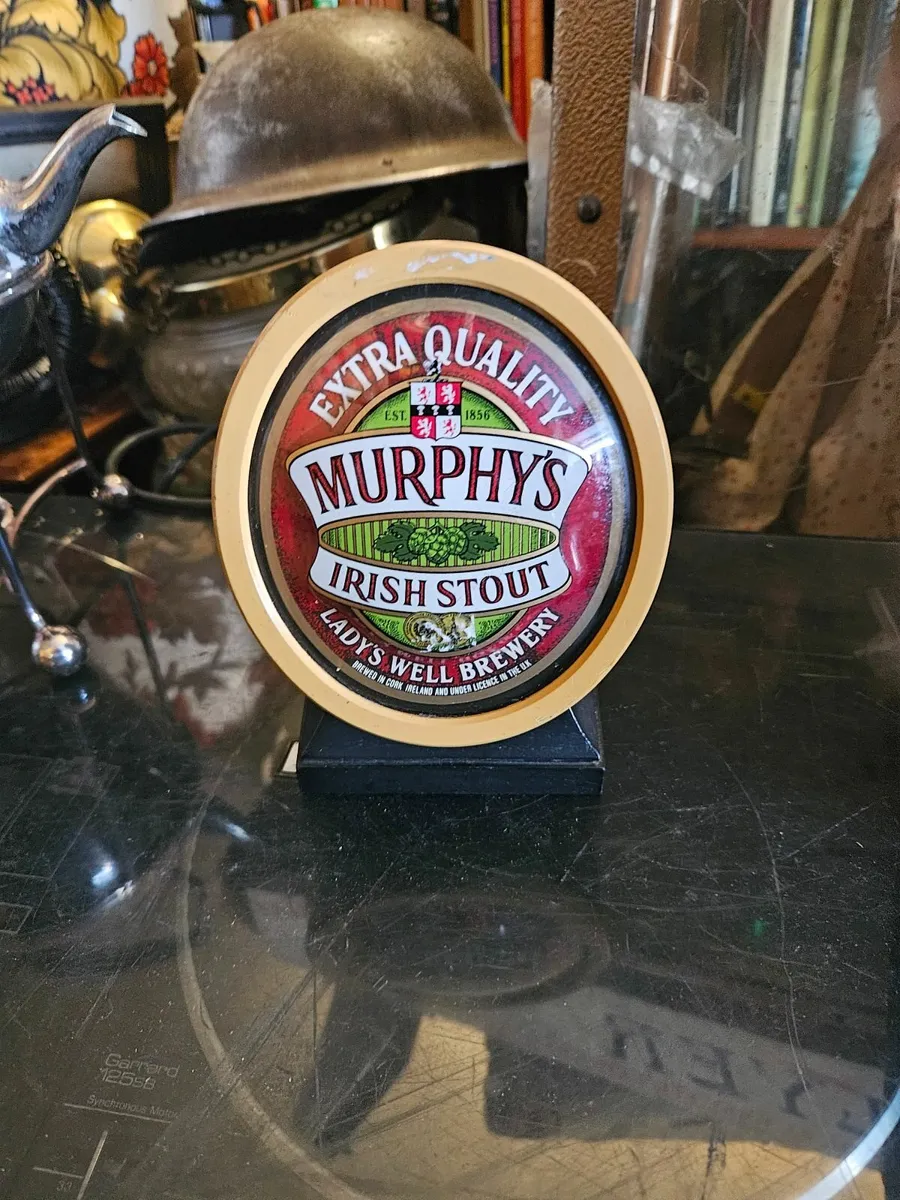 EXTRA QUALITY
EST. 1856
MURPHY'S
IRISH STOUT
LADY'S WELL BREWERY
BREWED IN CORK IRELAND AND UNDER LICENCE IN THE U.K
Garrard
125SB
Synchronous Motor
33